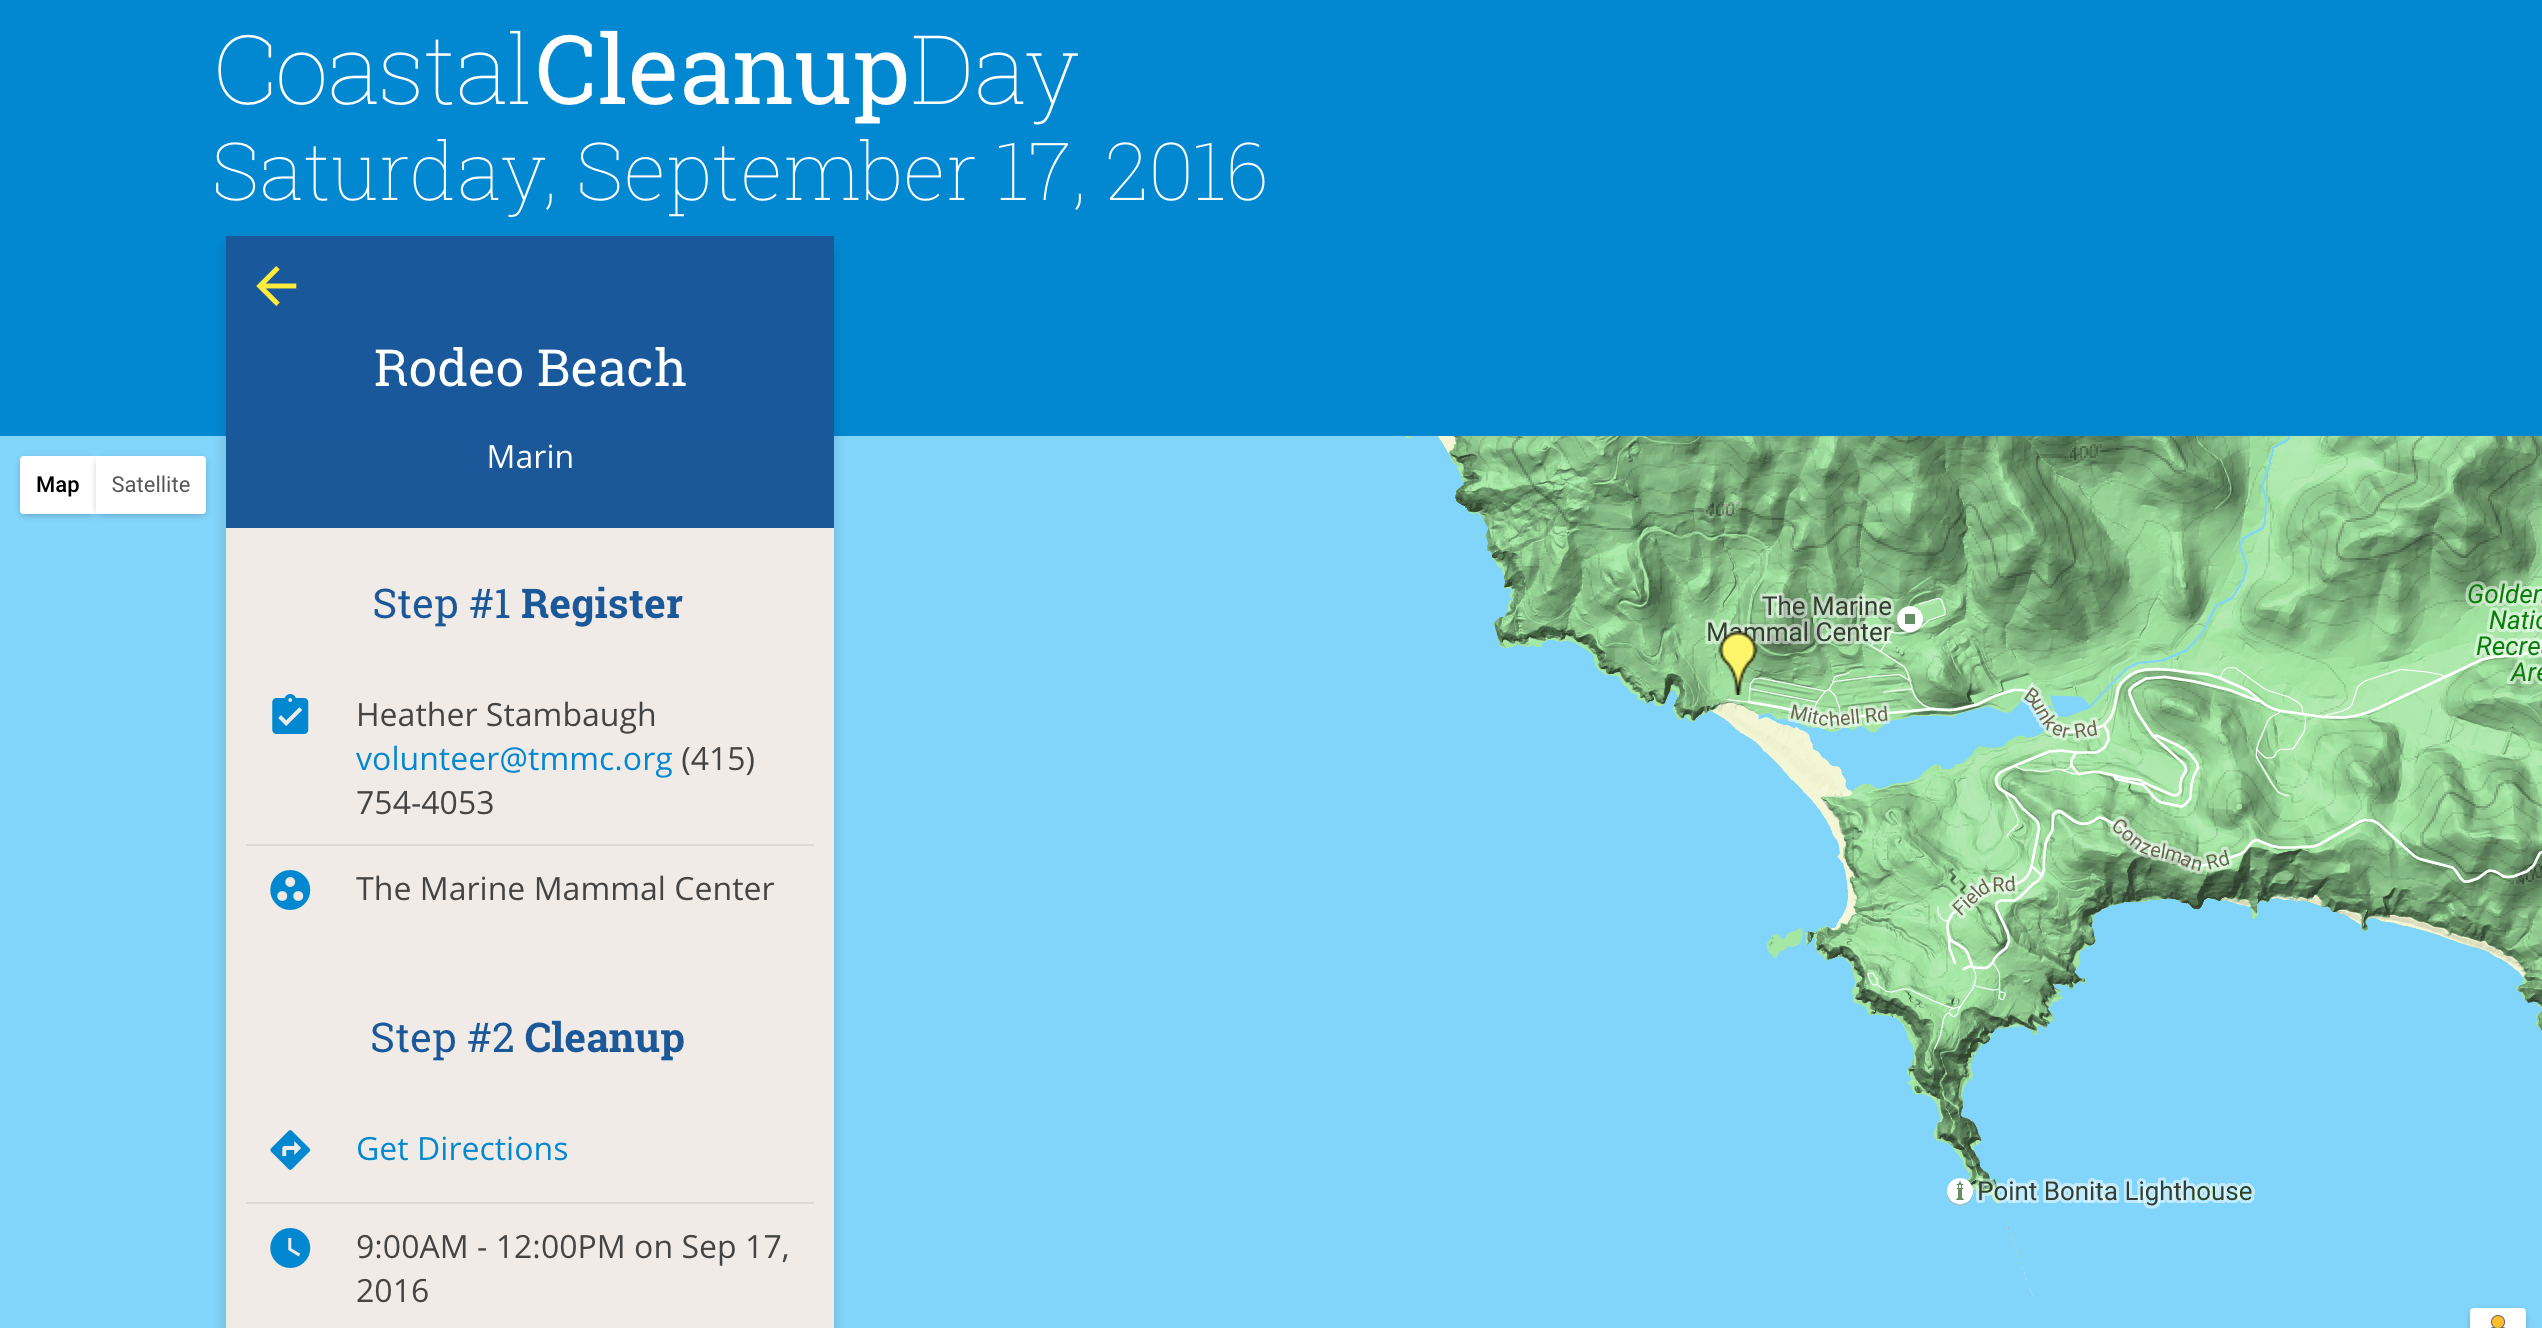 CoastalCleanupDay
Saturday, September 17, 2016
Rodeo Beach
Marin
Map
Satellite
Step #1 Register
Heather Stambaugh
volunteer@tmmc.org (415)
754-4053
The Marine Mammal Center
Step #2 Cleanup
Get Directions
9:00AM - 12:00PM on Sep 17,
2016
400
400
The Marine
Mammal Center
Mitchell Rd
Bunker Rd
Conzelman Rd
Field Rd
Point Bonita Lighthouse